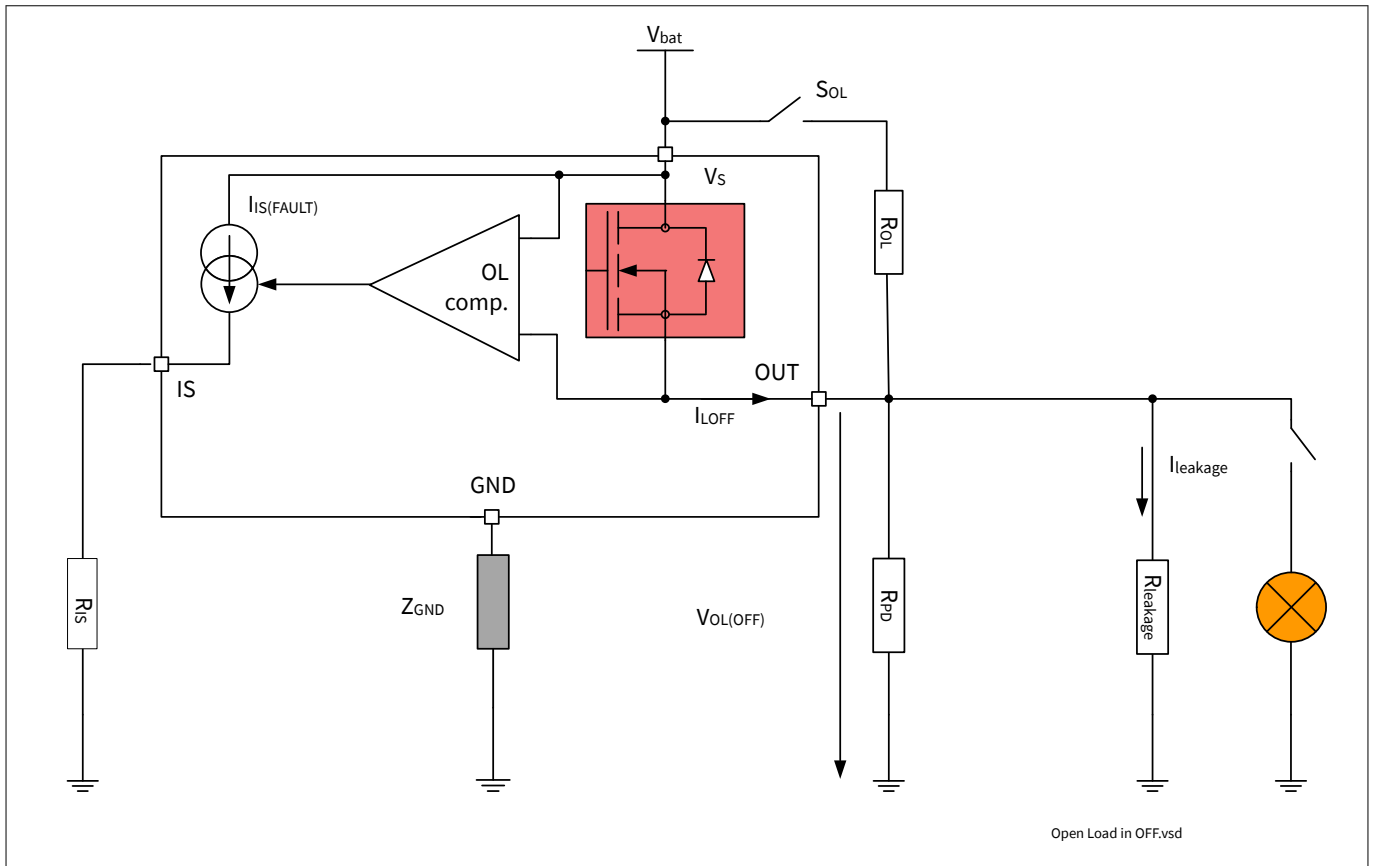 Vbat
SOL
VS
IIS(FAULT)
ROL
OL
comp.
OUT
IS
ILOFF
Ileakage
GND
RIS
ZGND
VOL(OFF)
RPD
Rleakage
Open Load in OFF.vsd